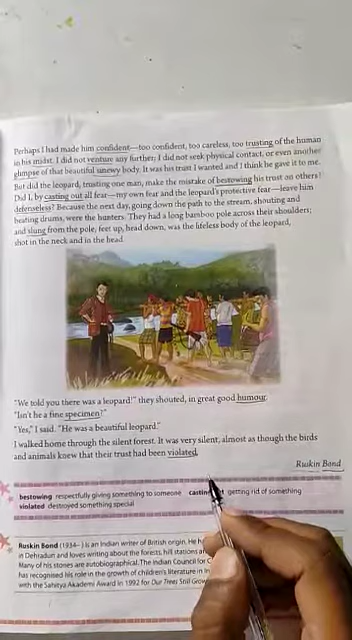 Perhaps I had made him confident—too confident, too careless, too trusting of the human
in his midst. I did not venture any further; I did not seek physical contact, or even another
glimpse of that beautiful sinewy body. It was his trust I wanted and I think he gave it to me.
But did the leopard, trusting one man, make the mistake of bestowing his trust on others?
Did I, by casting out all fear—my own fear and the leopard's protective fear—leave him
defenseless? Because the next day, going down the path to the stream, shouting and
beating drums, were the hunters. They had a long bamboo pole across their shoulders;
and slung from the pole, feet up, head down, was the lifeless body of the leopard,
shot in the neck and in the head.
"We told you there was a leopard!" they shouted, in great good humour.
"Isn't he a fine specimen?"
"Yes," I said. "He was a beautiful leopard."
I walked home through the silent forest. It was very silent, almost as though the birds
and animals knew that their trust had been violated.
Ruskin Bond
bestowing respectfully giving something to someone casting getting rid of something
violated destroyed something special
Ruskin Bond (1934– ) is an Indian writer of British origin. He
in Dehradun and loves writing about the forests, hill stations
Many of his stories are autobiographical. The Indian Council for
has recognised his role in the growth of children's literature in
with the Sahitya Akademi Award in 1992 for Our Trees Still Grow